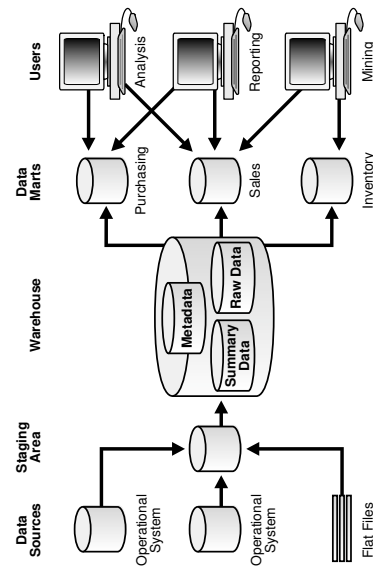 Data
Sources
Staging
Area
Warehouse
Data
Marts
Users
Operational
System
Operational
System
Flat Files
Metadata
Summary
Data
Raw Data
Purchasing
Sales
Inventory
Analysis
Reporting
Mining